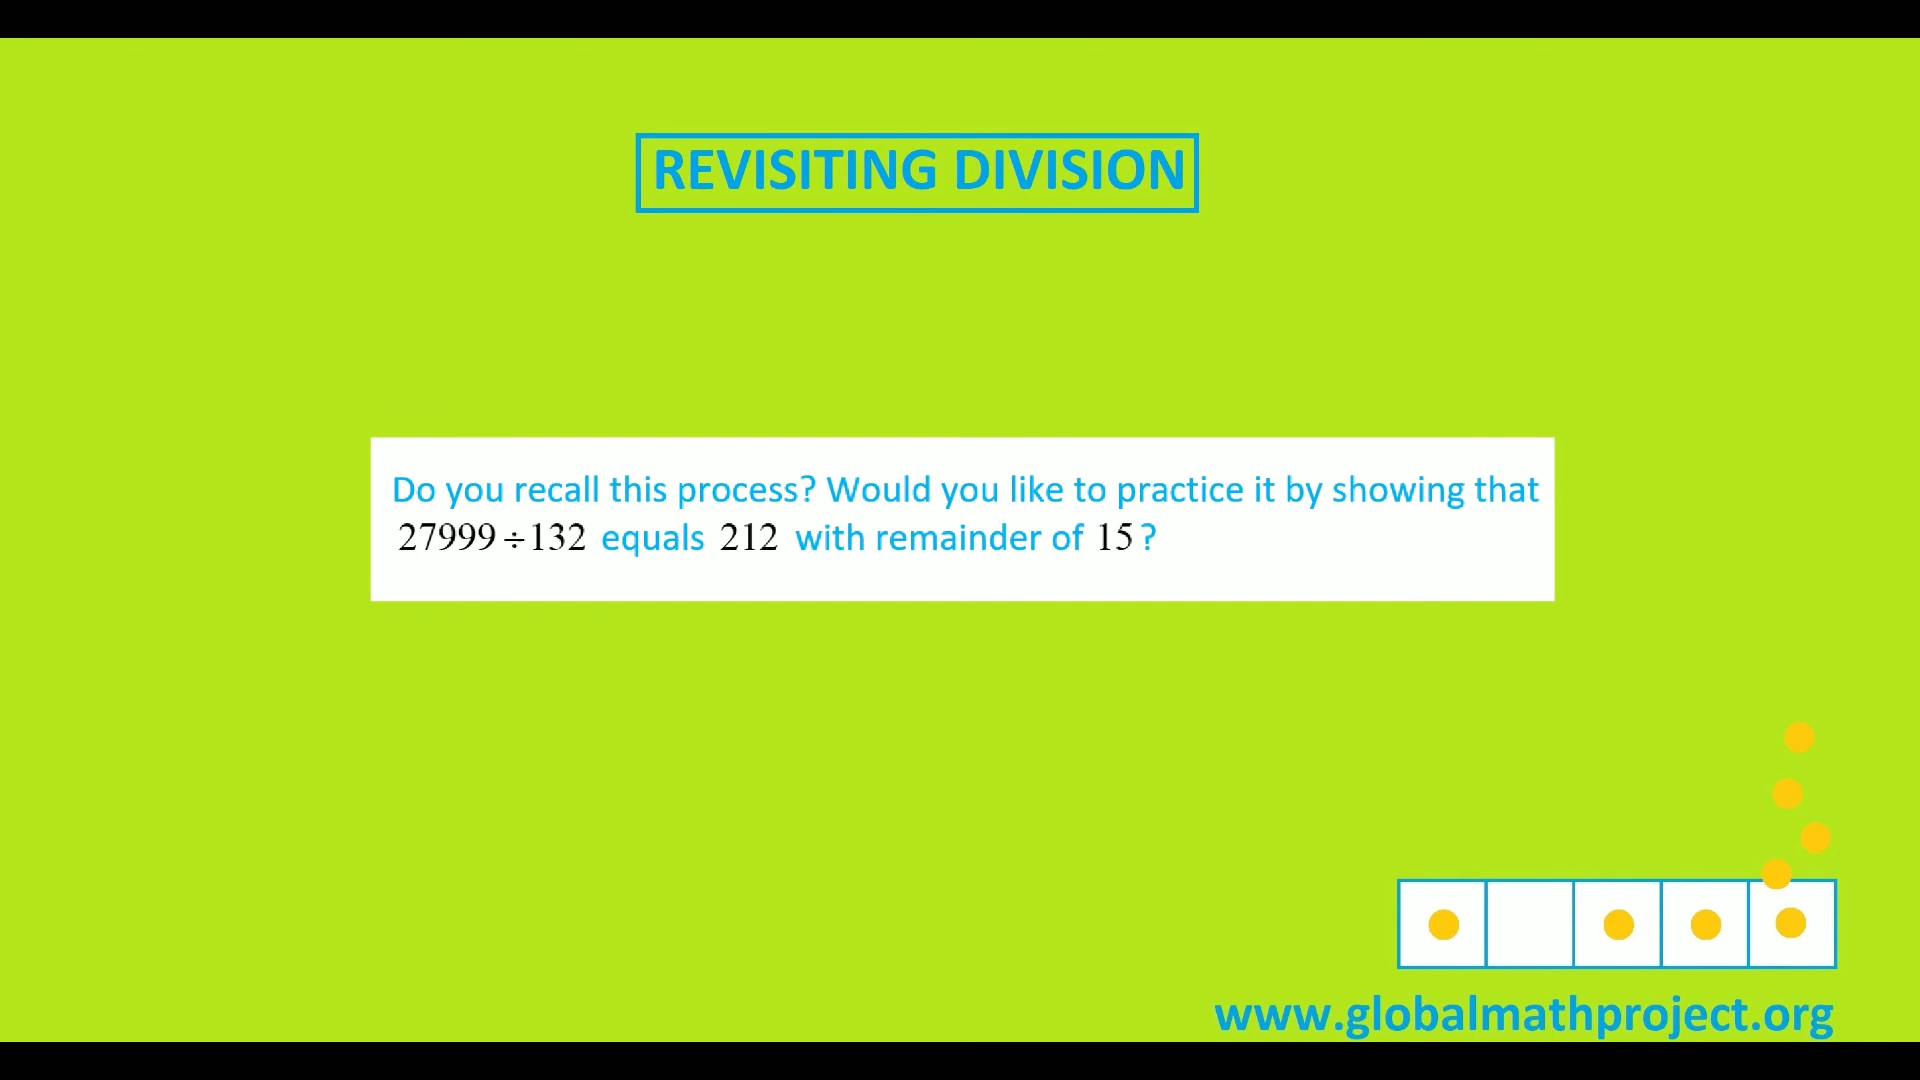 REVISITING DIVISION
Do you recall this process? Would you like to practice it by showing that
27999 ÷ 132 equals 212 with remainder of 15 ?
www.globalmathproject.org